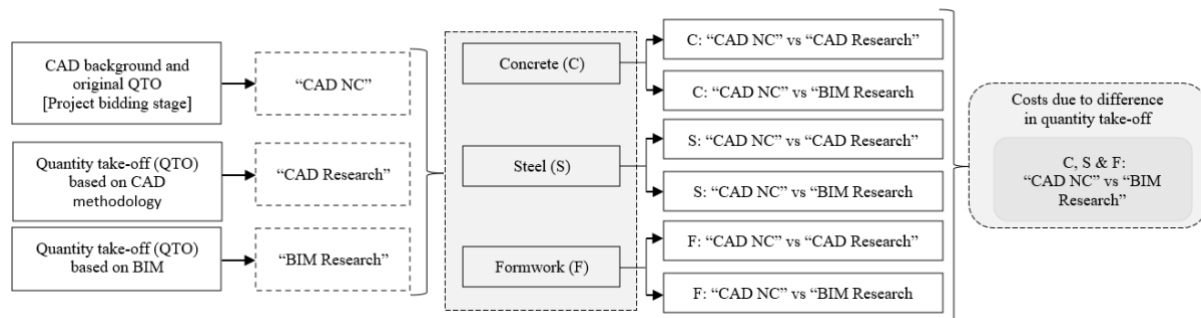 CAD background and
original QTO
[Project bidding stage]
“CAD NC”
Quantity take-off (QTO)
based on CAD
methodology
“CAD Research”
Quantity take-off (QTO)
based on BIM
“BIM Research”
Concrete (C)
Steel (S)
Formwork (F)
C: “CAD NC” vs “CAD Research”
C: “CAD NC” vs “BIM Research
S: “CAD NC” vs “CAD Research”
S: “CAD NC” vs “BIM Research
F: “CAD NC” vs “CAD Research”
F: “CAD NC” vs “BIM Research
Costs due to difference
in quantity take-off
C, S & F:
“CAD NC” vs “BIM
Research”